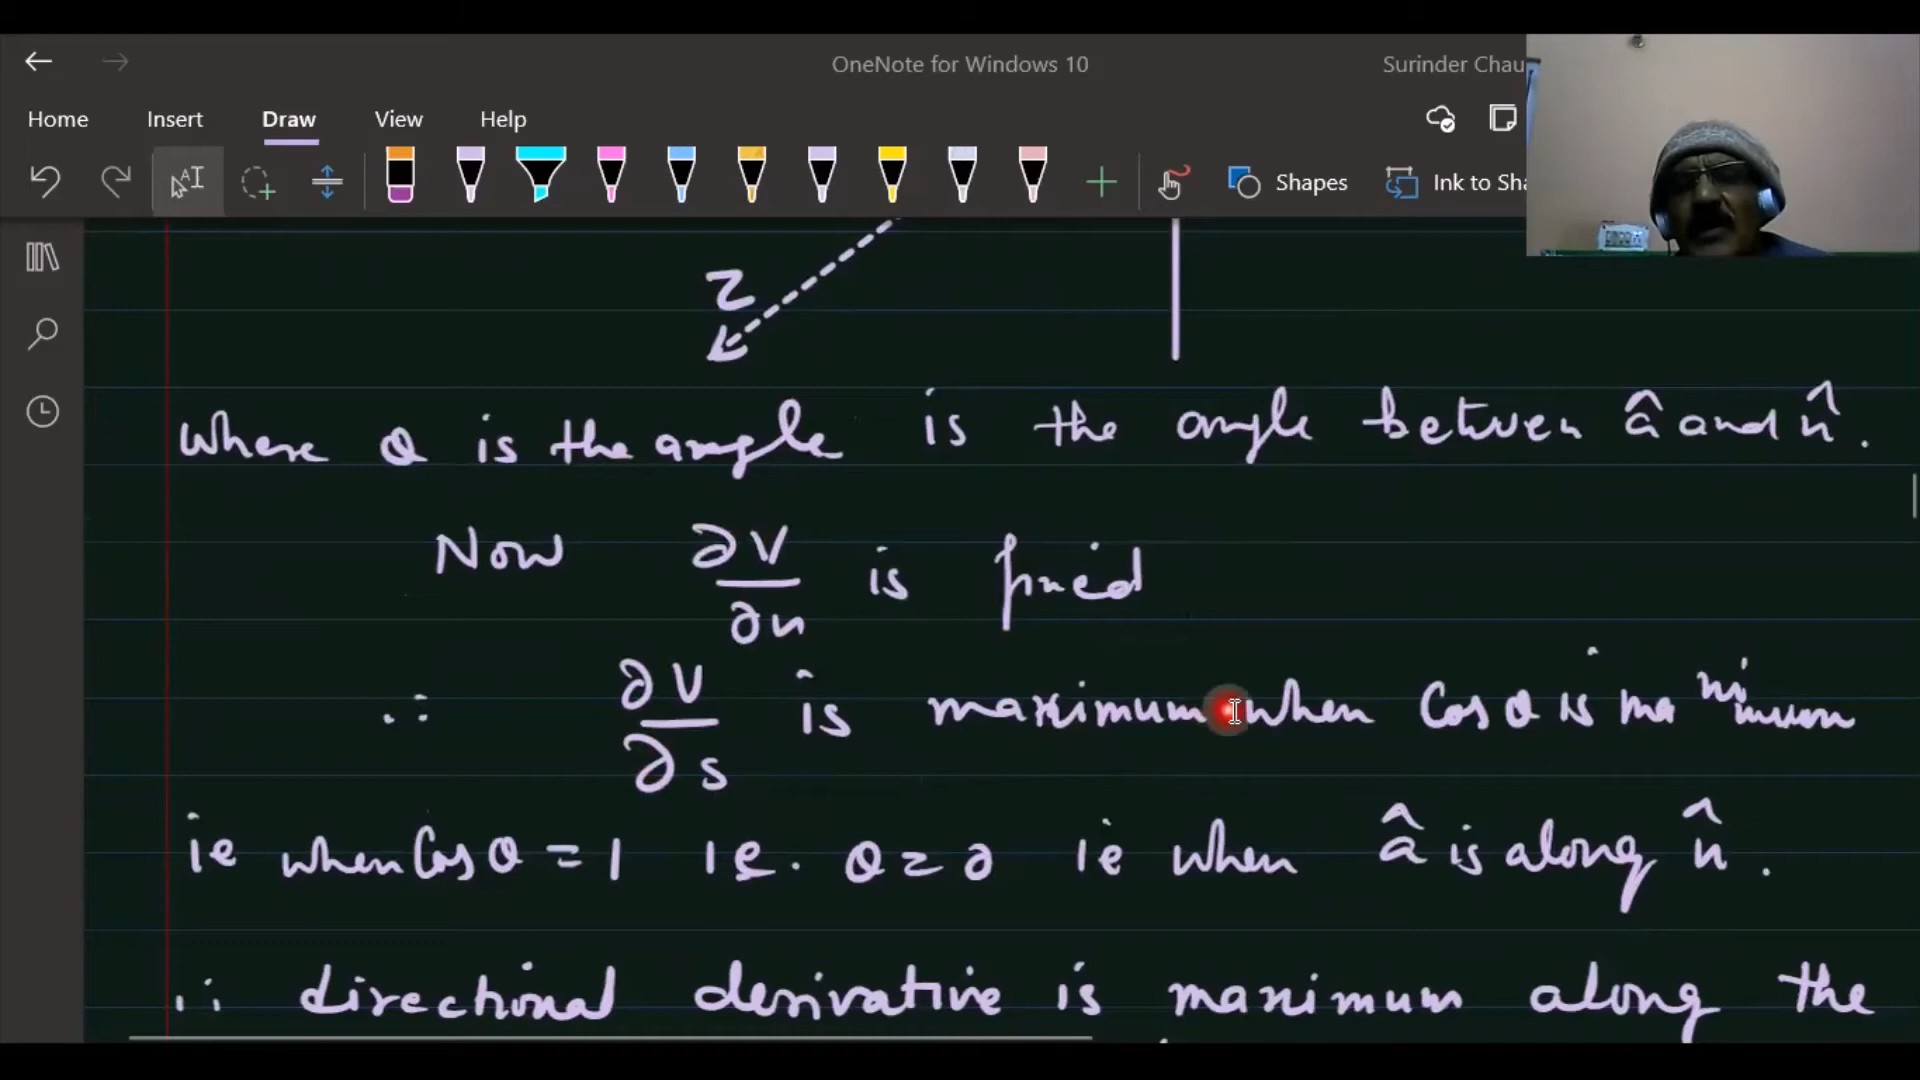 OneNote for Windows 10
Surinder Chau
Home Insert Draw View Help
Shapes Ink to Sha
Z
where θ is the angle is the angle between â and n̂.
Now ∂V/∂n is fixed
∴ ∂V/∂s is maximum when Cos θ is maximum
ie when Cos θ = 1 ie. θ = 0 ie when â is along n̂.
∴ directional derivative is maximum along the